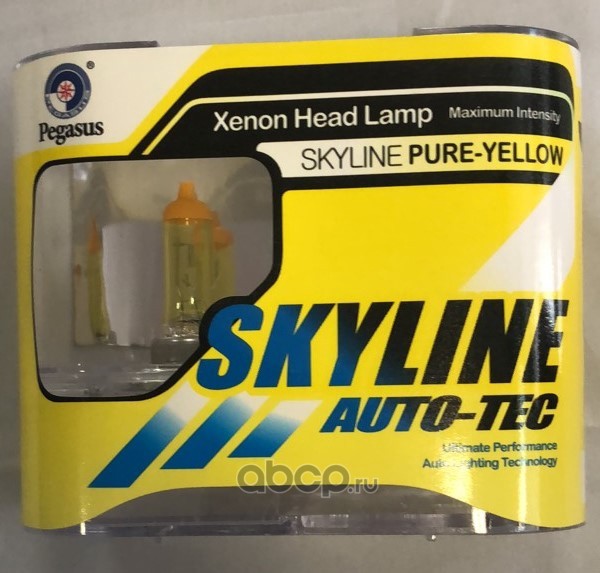 ®
Pegasus
Xenon Head Lamp Maximum Intensity
SKYLINE PURE-YELLOW
SKYLINE
AUTO-TEC
Ultimate Performance
Auto Lighting Technology
abcp.ru